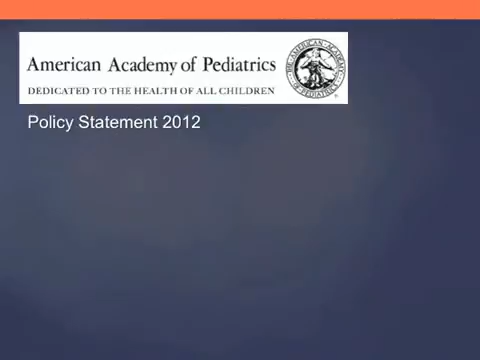 American Academy of Pediatrics
DEDICATED TO THE HEALTH OF ALL CHILDREN
Policy Statement 2012